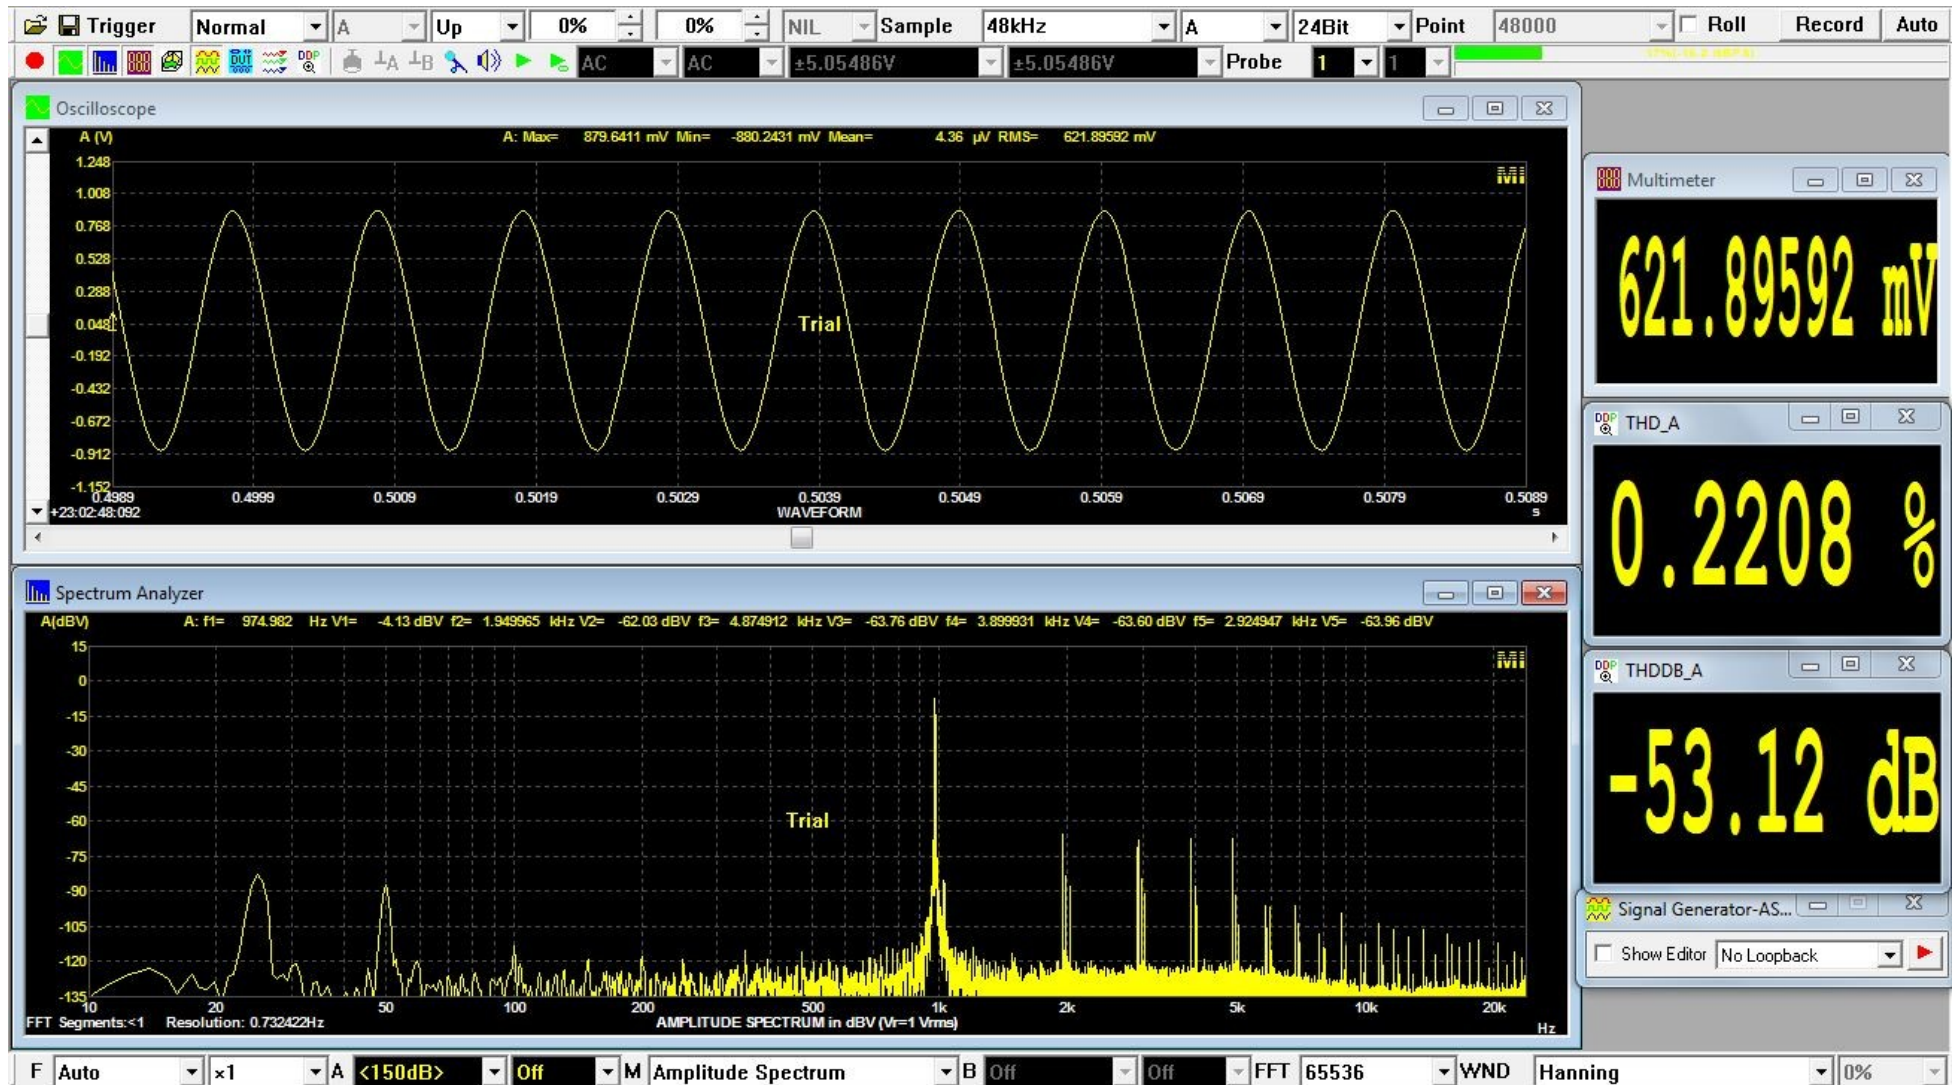 Trigger Normal A Up 0% 0% NIL Sample 48kHz A 24Bit Point 48000 Roll Record Auto
DUT DDP A B AC AC ±5.05486V ±5.05486V Probe 1 1
Oscilloscope
A (V) A: Max= 879.6411 mV Min= -880.2431 mV Mean= 4.36 µV RMS= 621.89592 mV
1.248
1.008
0.768
0.528
0.288
0.048
-0.192
-0.432
-0.672
-0.912
-1.152
Trial
0.4989 0.4999 0.5009 0.5019 0.5029 0.5039 0.5049 0.5059 0.5069 0.5079 0.5089
+23:02:48:092 WAVEFORM s
Multimeter
621.89592 mV
THD_A
0.2208 %
THDDB_A
-53.12 dB
Signal Generator-AS...
Show Editor No Loopback
Spectrum Analyzer
A(dBV) A: f1= 974.982 Hz V1= -4.13 dBV f2= 1.949965 kHz V2= -62.03 dBV f3= 4.874912 kHz V3= -63.76 dBV f4= 3.899931 kHz V4= -63.60 dBV f5= 2.924947 kHz V5= -63.96 dBV
15
0
-15
-30
-45
-60
-75
-90
-105
-120
-135
Trial
10 20 50 100 200 500 1k 2k 5k 10k 20k
FFT Segments:<1 Resolution: 0.732422Hz AMPLITUDE SPECTRUM in dBV (Vr=1 Vrms) Hz
F Auto ×1 A <150dB> Off M Amplitude Spectrum B Off Off FFT 65536 WND Hanning 0%